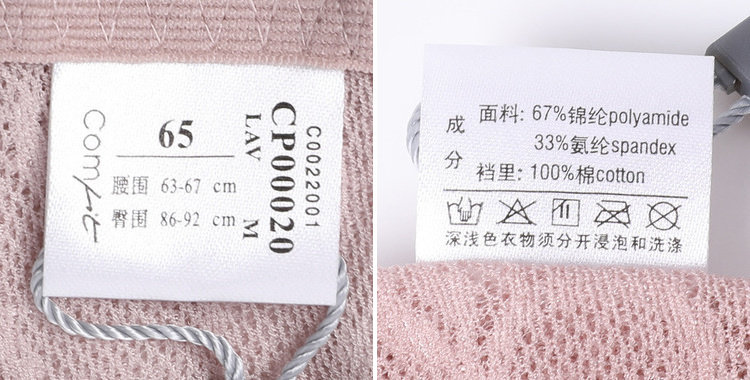 Comfit
65
腰围 63-67 cm
臀围 86-92 cm
C0022001
CP00020
LAV M
成分
面料: 67%锦纶polyamide
33%氨纶spandex
裆里: 100%棉cotton
深浅色衣物须分开浸泡和洗涤